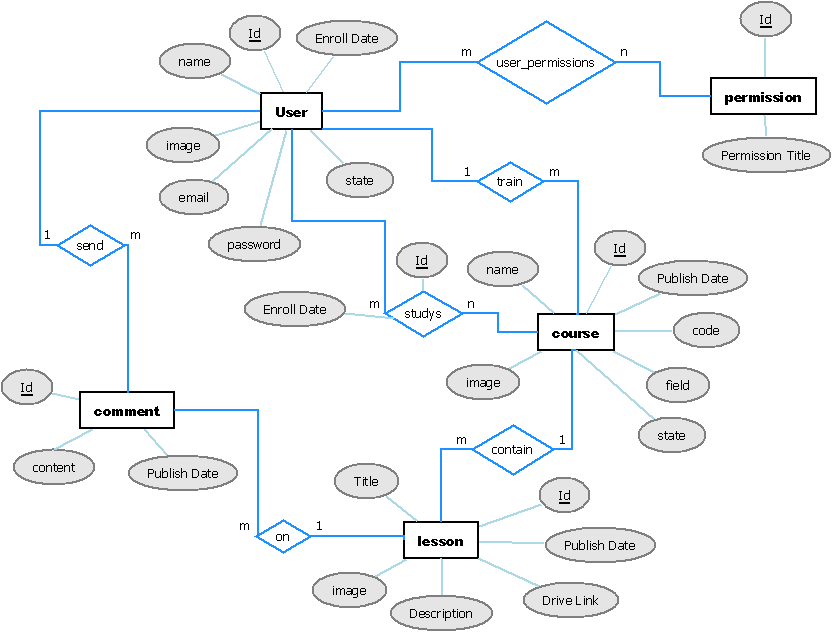 Id
Id
Enroll Date
name
m
user_permissions
n
permission
User
image
state
Permission Title
email
1
train
m
password
1
send
m
Id
name
Id
Publish Date
Enroll Date
m
studys
n
course
code
image
field
Id
comment
state
content
Publish Date
m
contain
1
Title
Id
m
on
1
lesson
Publish Date
image
Description
Drive Link